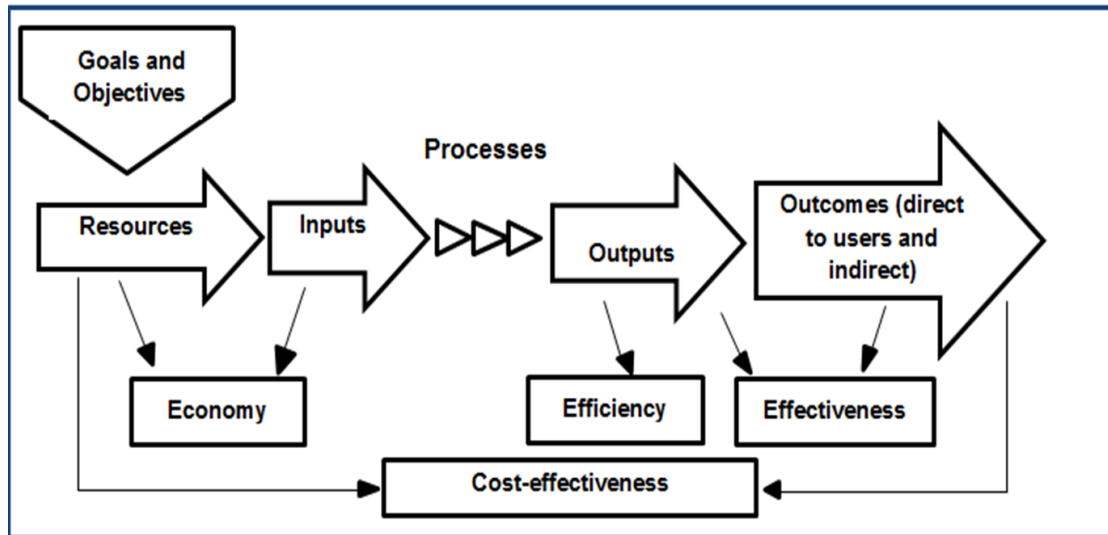 Goals and
Objectives
Processes
Resources
Inputs
Outputs
Outcomes (direct
to users and
indirect)
Economy
Efficiency
Effectiveness
Cost-effectiveness